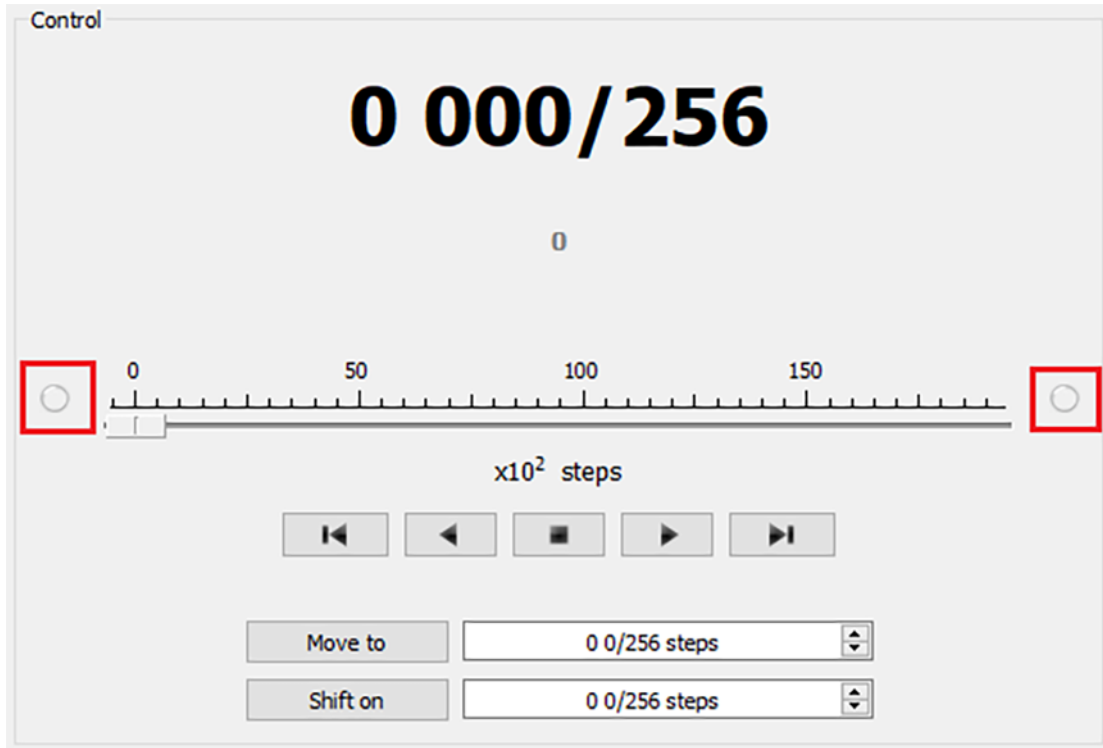 Control
0 000/256
0
0 50 100 150
x10² steps
Move to 0 0/256 steps
Shift on 0 0/256 steps